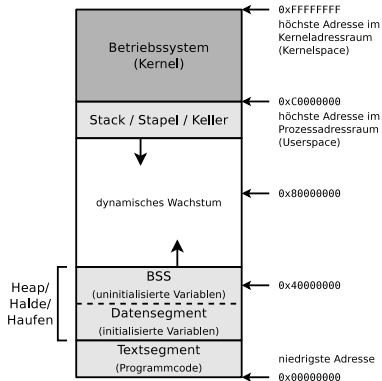 0xFFFFFFFF
höchste Adresse im
Kerneladressraum
(Kernelspace)
Betriebssystem
(Kernel)
0xC0000000
höchste Adresse im
Prozessadressraum
(Userspace)
Stack / Stapel / Keller
dynamisches Wachstum
0x80000000
Heap/
Halde/
Haufen
BSS
(uninitialisierte Variablen)
0x40000000
Datensegment
(initialisierte Variablen)
Textsegment
(Programmcode)
niedrigste Adresse
0x00000000